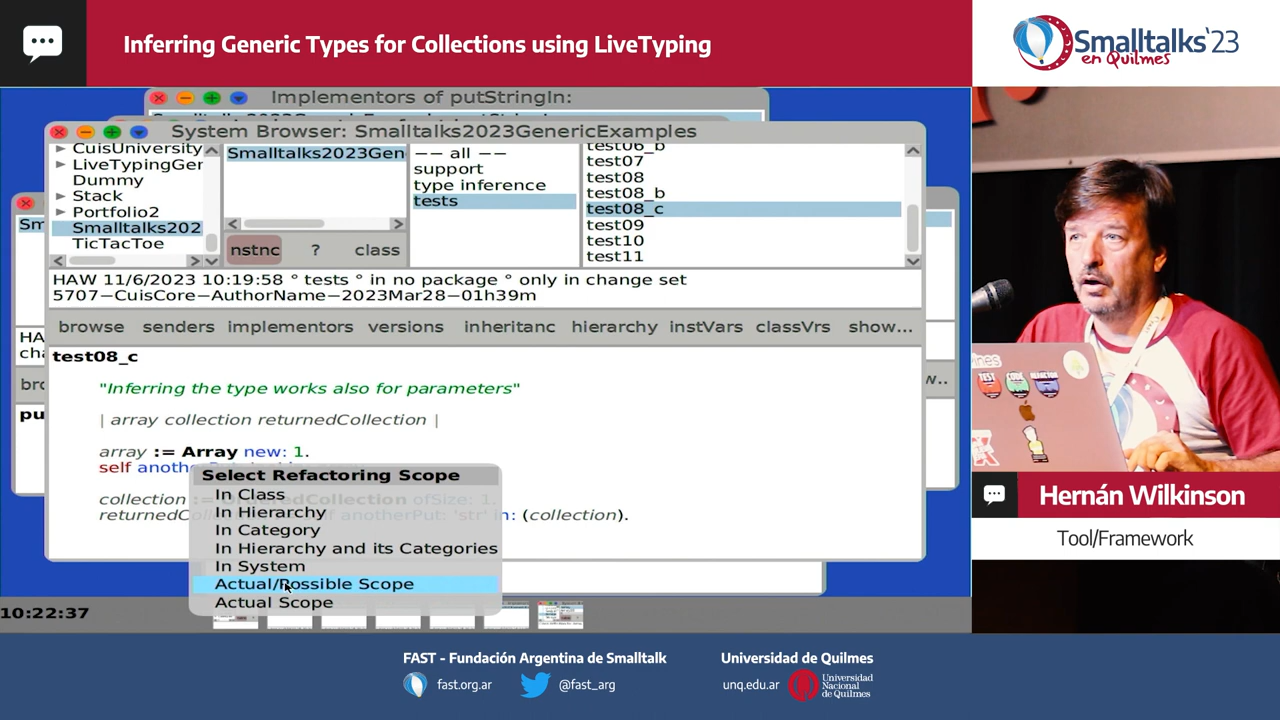 Inferring Generic Types for Collections using LiveTyping
Smalltalks'23
en Quilmes
Implementors of putStringIn:
System Browser: Smalltalks2023GenericExamples
CuisUniversity
LiveTypingGer
Dummy
Stack
Portfolio2
Smalltalks202
TicTacToe
Smalltalks2023Gen
nstnc
?
class
-- all --
support
type inference
tests
test06_b
test07
test08
test08_b
test08_c
test09
test10
test11
HAW 11/6/2023 10:19:58 ° tests ° in no package ° only in change set
5707-CuisCore-AuthorName-2023Mar28-01h39m
browse senders implementors versions inheritanc hierarchy instVars classVrs show...
test08_c
"Inferring the type works also for parameters"
| array collection returnedCollection |
array := Array new: 1.
self
collection := OrderedCollection ofSize: 1.
anotherPut: 'str' in: (collection).
Select Refactoring Scope
In Class
In Hierarchy
In Category
In Hierarchy and its Categories
In System
Actual/Possible Scope
Actual Scope
10:22:37
Hernán Wilkinson
Tool/Framework
FAST - Fundación Argentina de Smalltalk
fast.org.ar
@fast_arg
Universidad de Quilmes
unq.edu.ar
Universidad
Nacional
de Quilmes